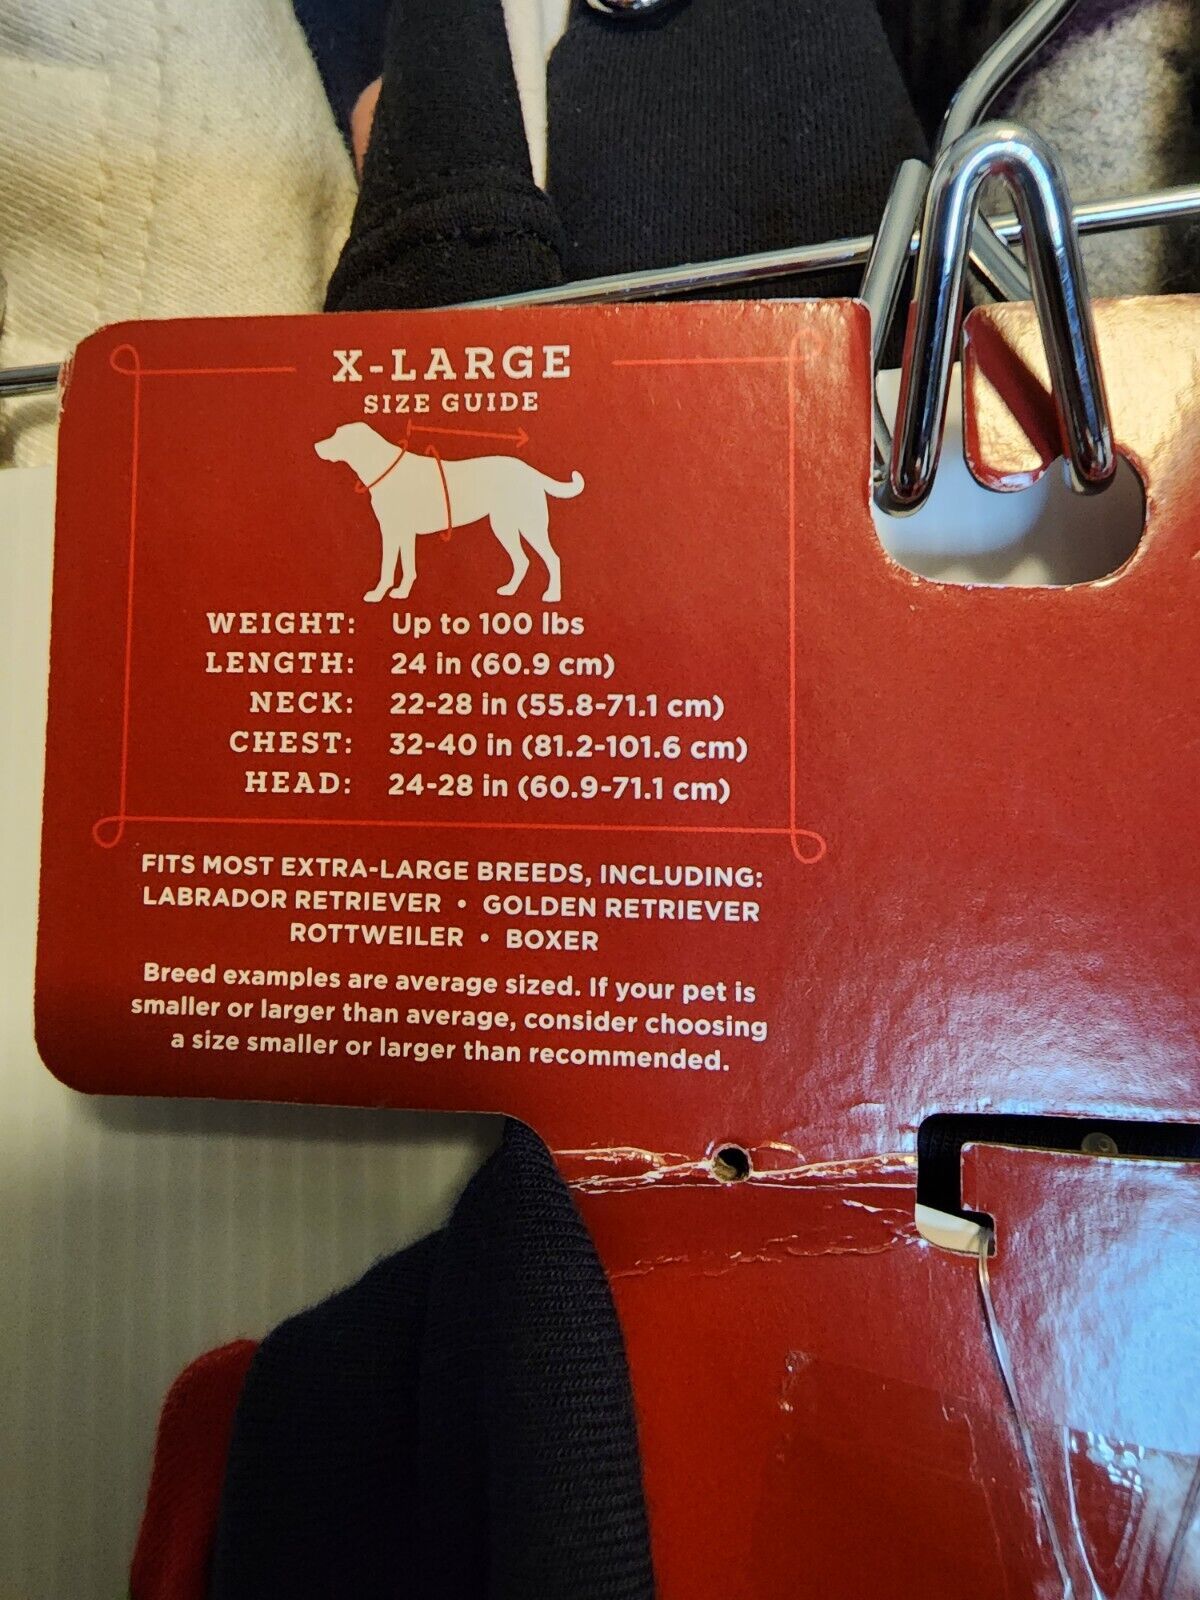 X-LARGE
SIZE GUIDE
WEIGHT: Up to 100 lbs
LENGTH: 24 in (60.9 cm)
NECK: 22-28 in (55.8-71.1 cm)
CHEST: 32-40 in (81.2-101.6 cm)
HEAD: 24-28 in (60.9-71.1 cm)
FITS MOST EXTRA-LARGE BREEDS, INCLUDING:
LABRADOR RETRIEVER • GOLDEN RETRIEVER
ROTTWEILER • BOXER
Breed examples are average sized. If your pet is
smaller or larger than average, consider choosing
a size smaller or larger than recommended.